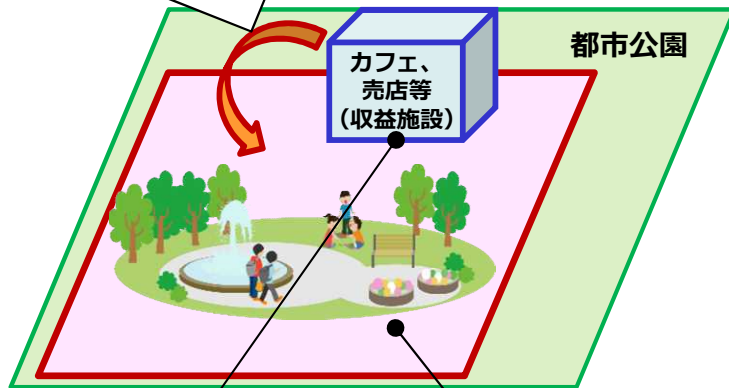 都市公園
カフェ、
売店等
（収益施設）